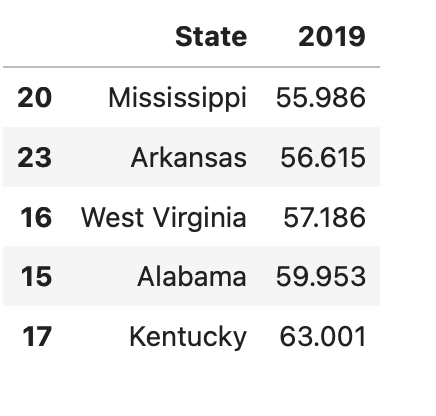 State 2019
20 Mississippi 55.986
23 Arkansas 56.615
16 West Virginia 57.186
15 Alabama 59.953
17 Kentucky 63.001